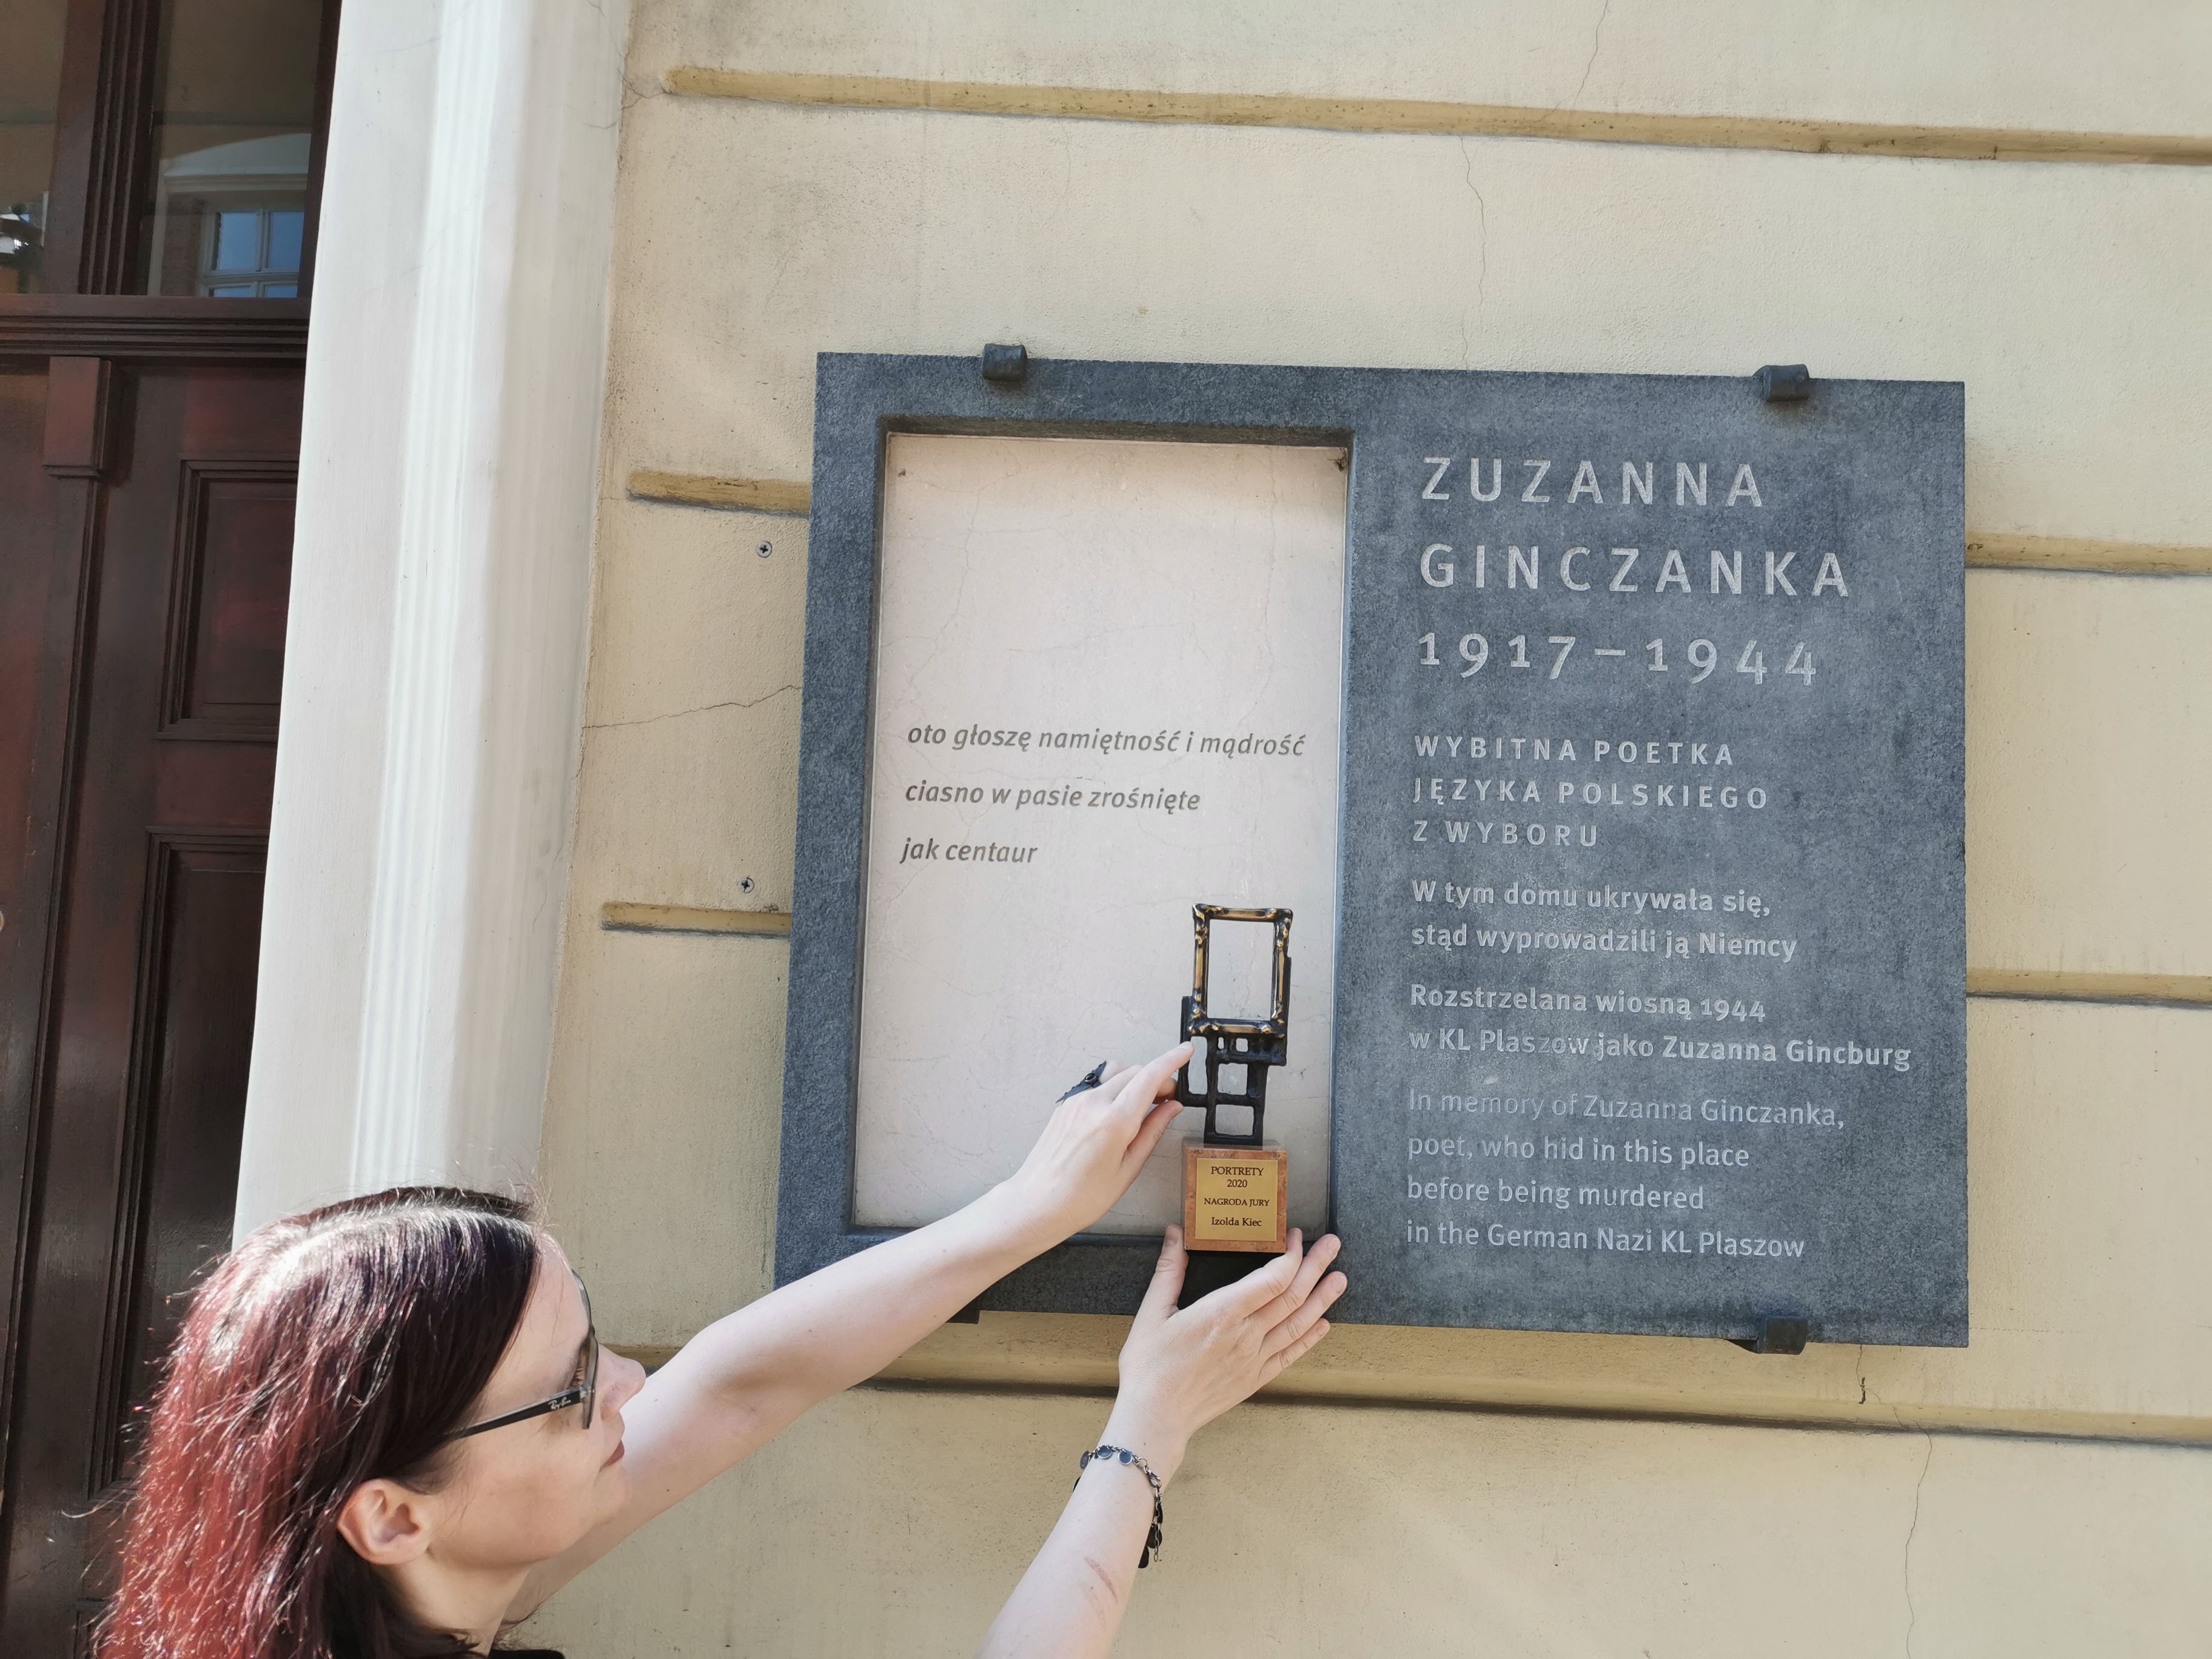 oto głoszę namiętność i mądrość
ciasno w pasie zrośnięte
jak centaur
ZUZANNA
GINCZANKA
1917–1944
WYBITNA POETKA
JĘZYKA POLSKIEGO
Z WYBORU
W tym domu ukrywała się,
stąd wyprowadzili ją Niemcy
Rozstrzelana wiosną 1944
w KL Plaszow jako Zuzanna Gincburg
In memory of Zuzanna Ginczanka,
poet, who hid in this place
before being murdered
in the German Nazi KL Plaszow
PORTRETY
2020
NAGRODA JURY
Izolda Kiec
Ray-Ban